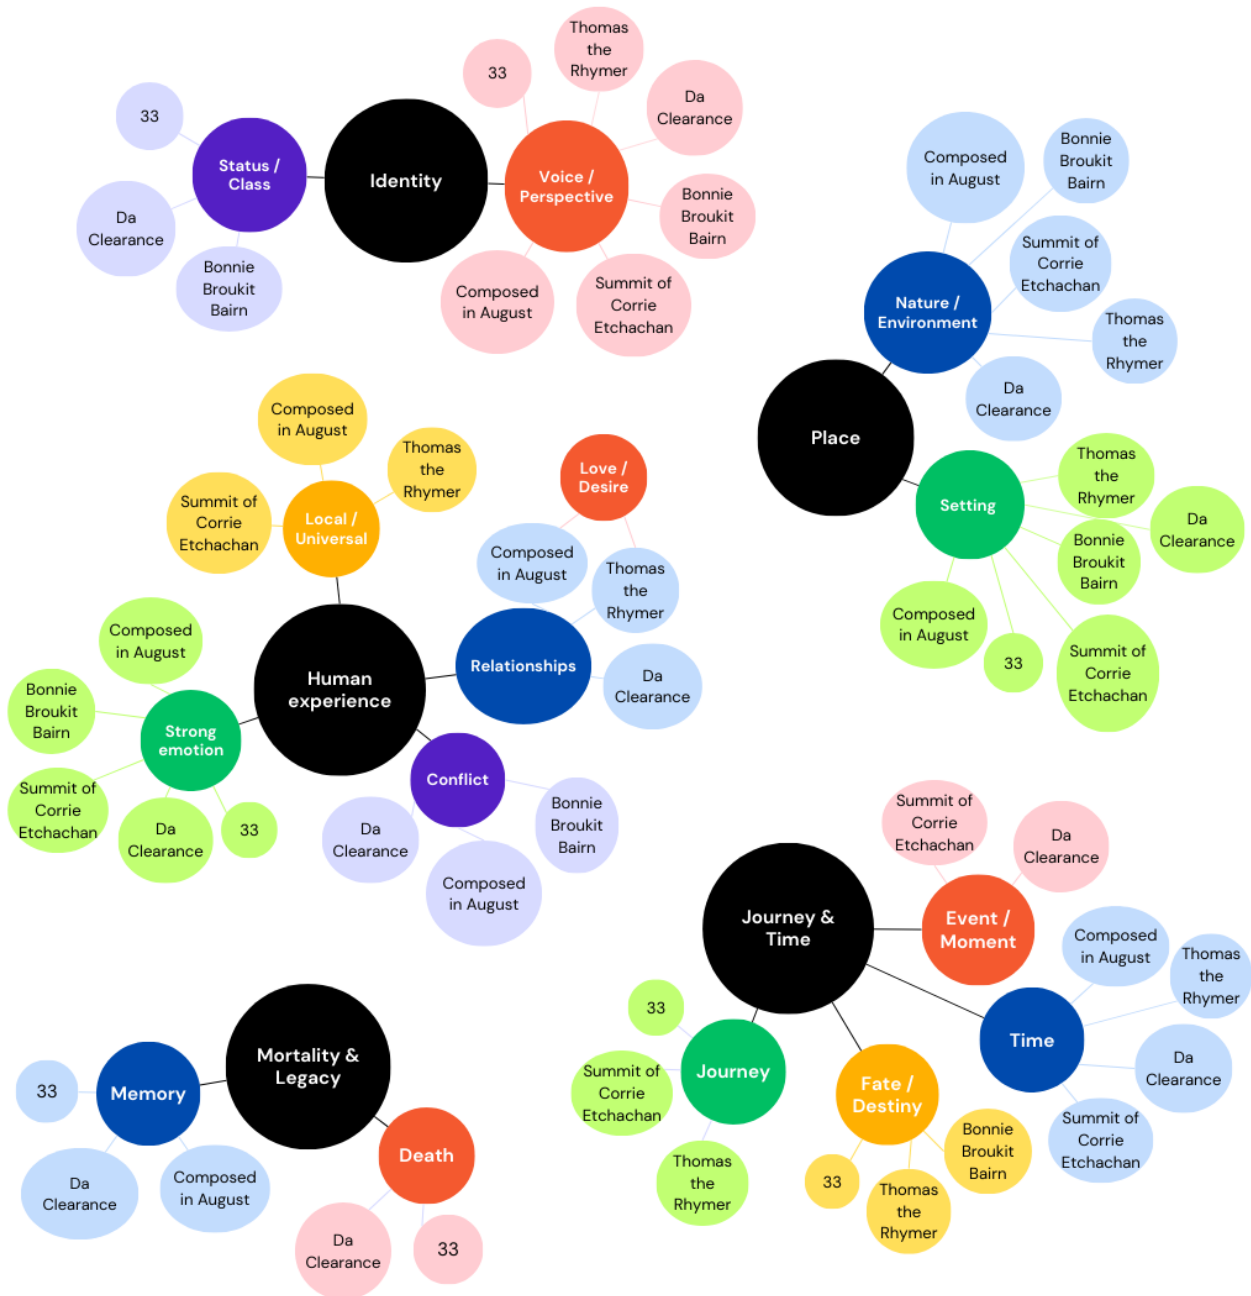 Thomas
the
Rhymer
33
Da
Clearance
33
Status /
Class
Identity
Voice /
Perspective
Da
Clearance
Bonnie
Broukit
Bairn
Bonnie
Broukit
Bairn
Composed
in August
Summit of
Corrie
Etchachan
Composed
in August
Bonnie
Broukit
Bairn
Summit of
Corrie
Etchachan
Nature /
Environment
Thomas
the
Rhymer
Da
Clearance
Place
Setting
Thomas
the
Rhymer
Da
Clearance
Bonnie
Broukit
Bairn
Composed
in August
33
Summit of
Corrie
Etchachan
Composed
in August
Thomas
the
Rhymer
Summit of
Corrie
Etchachan
Local /
Universal
Love /
Desire
Composed
in August
Thomas
the
Rhymer
Relationships
Da
Clearance
Human
experience
Composed
in August
Bonnie
Broukit
Bairn
Strong
emotion
Summit of
Corrie
Etchachan
Da
Clearance
33
Conflict
Da
Clearance
Composed
in August
Bonnie
Broukit
Bairn
Summit of
Corrie
Etchachan
Da
Clearance
Journey &
Time
Event /
Moment
Composed
in August
Thomas
the
Rhymer
Time
Da
Clearance
Summit of
Corrie
Etchachan
33
Journey
Summit of
Corrie
Etchachan
Thomas
the
Rhymer
Fate /
Destiny
33
Thomas
the
Rhymer
Bonnie
Broukit
Bairn
Mortality &
Legacy
Memory
33
Da
Clearance
Composed
in August
Death
Da
Clearance
33